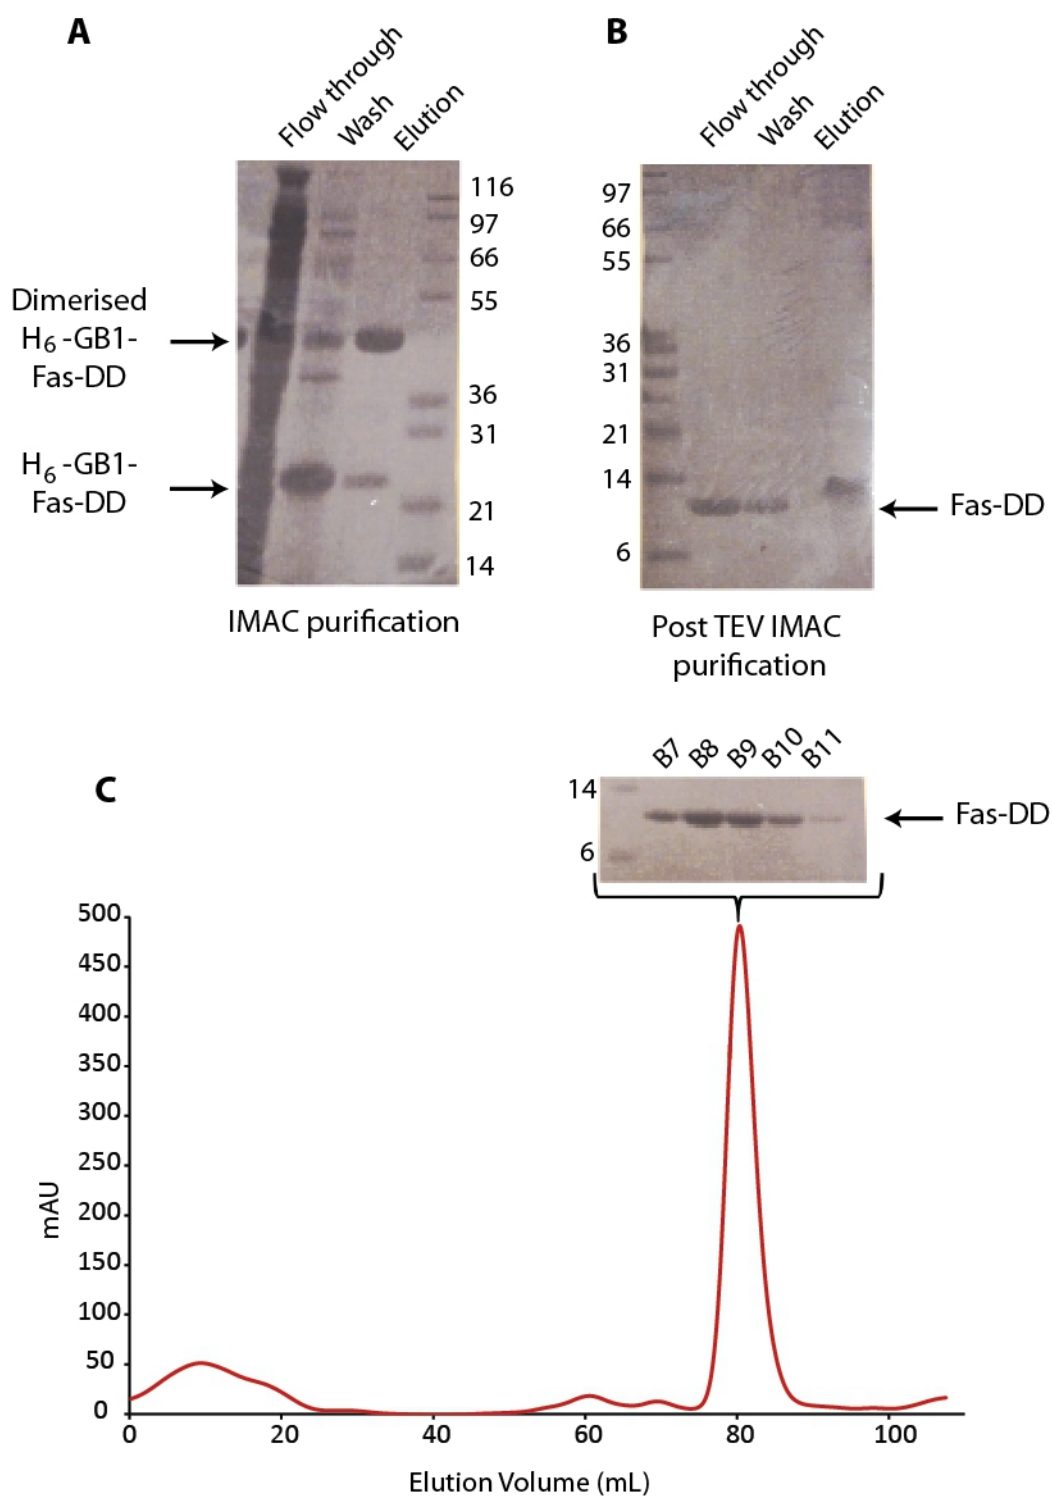 A
Flow through
Wash
Elution
116
97
66
55
36
31
21
14
Dimerised
H6-GB1-
Fas-DD
H6-GB1-
Fas-DD
IMAC purification
B
Flow through
Wash
Elution
97
66
55
36
31
21
14
6
Fas-DD
Post TEV IMAC
purification
C
B7
B8
B9
B10
B11
14
6
Fas-DD
500
450
400
350
300
250
200
150
100
50
0
mAU
0
20
40
60
80
100
Elution Volume (mL)